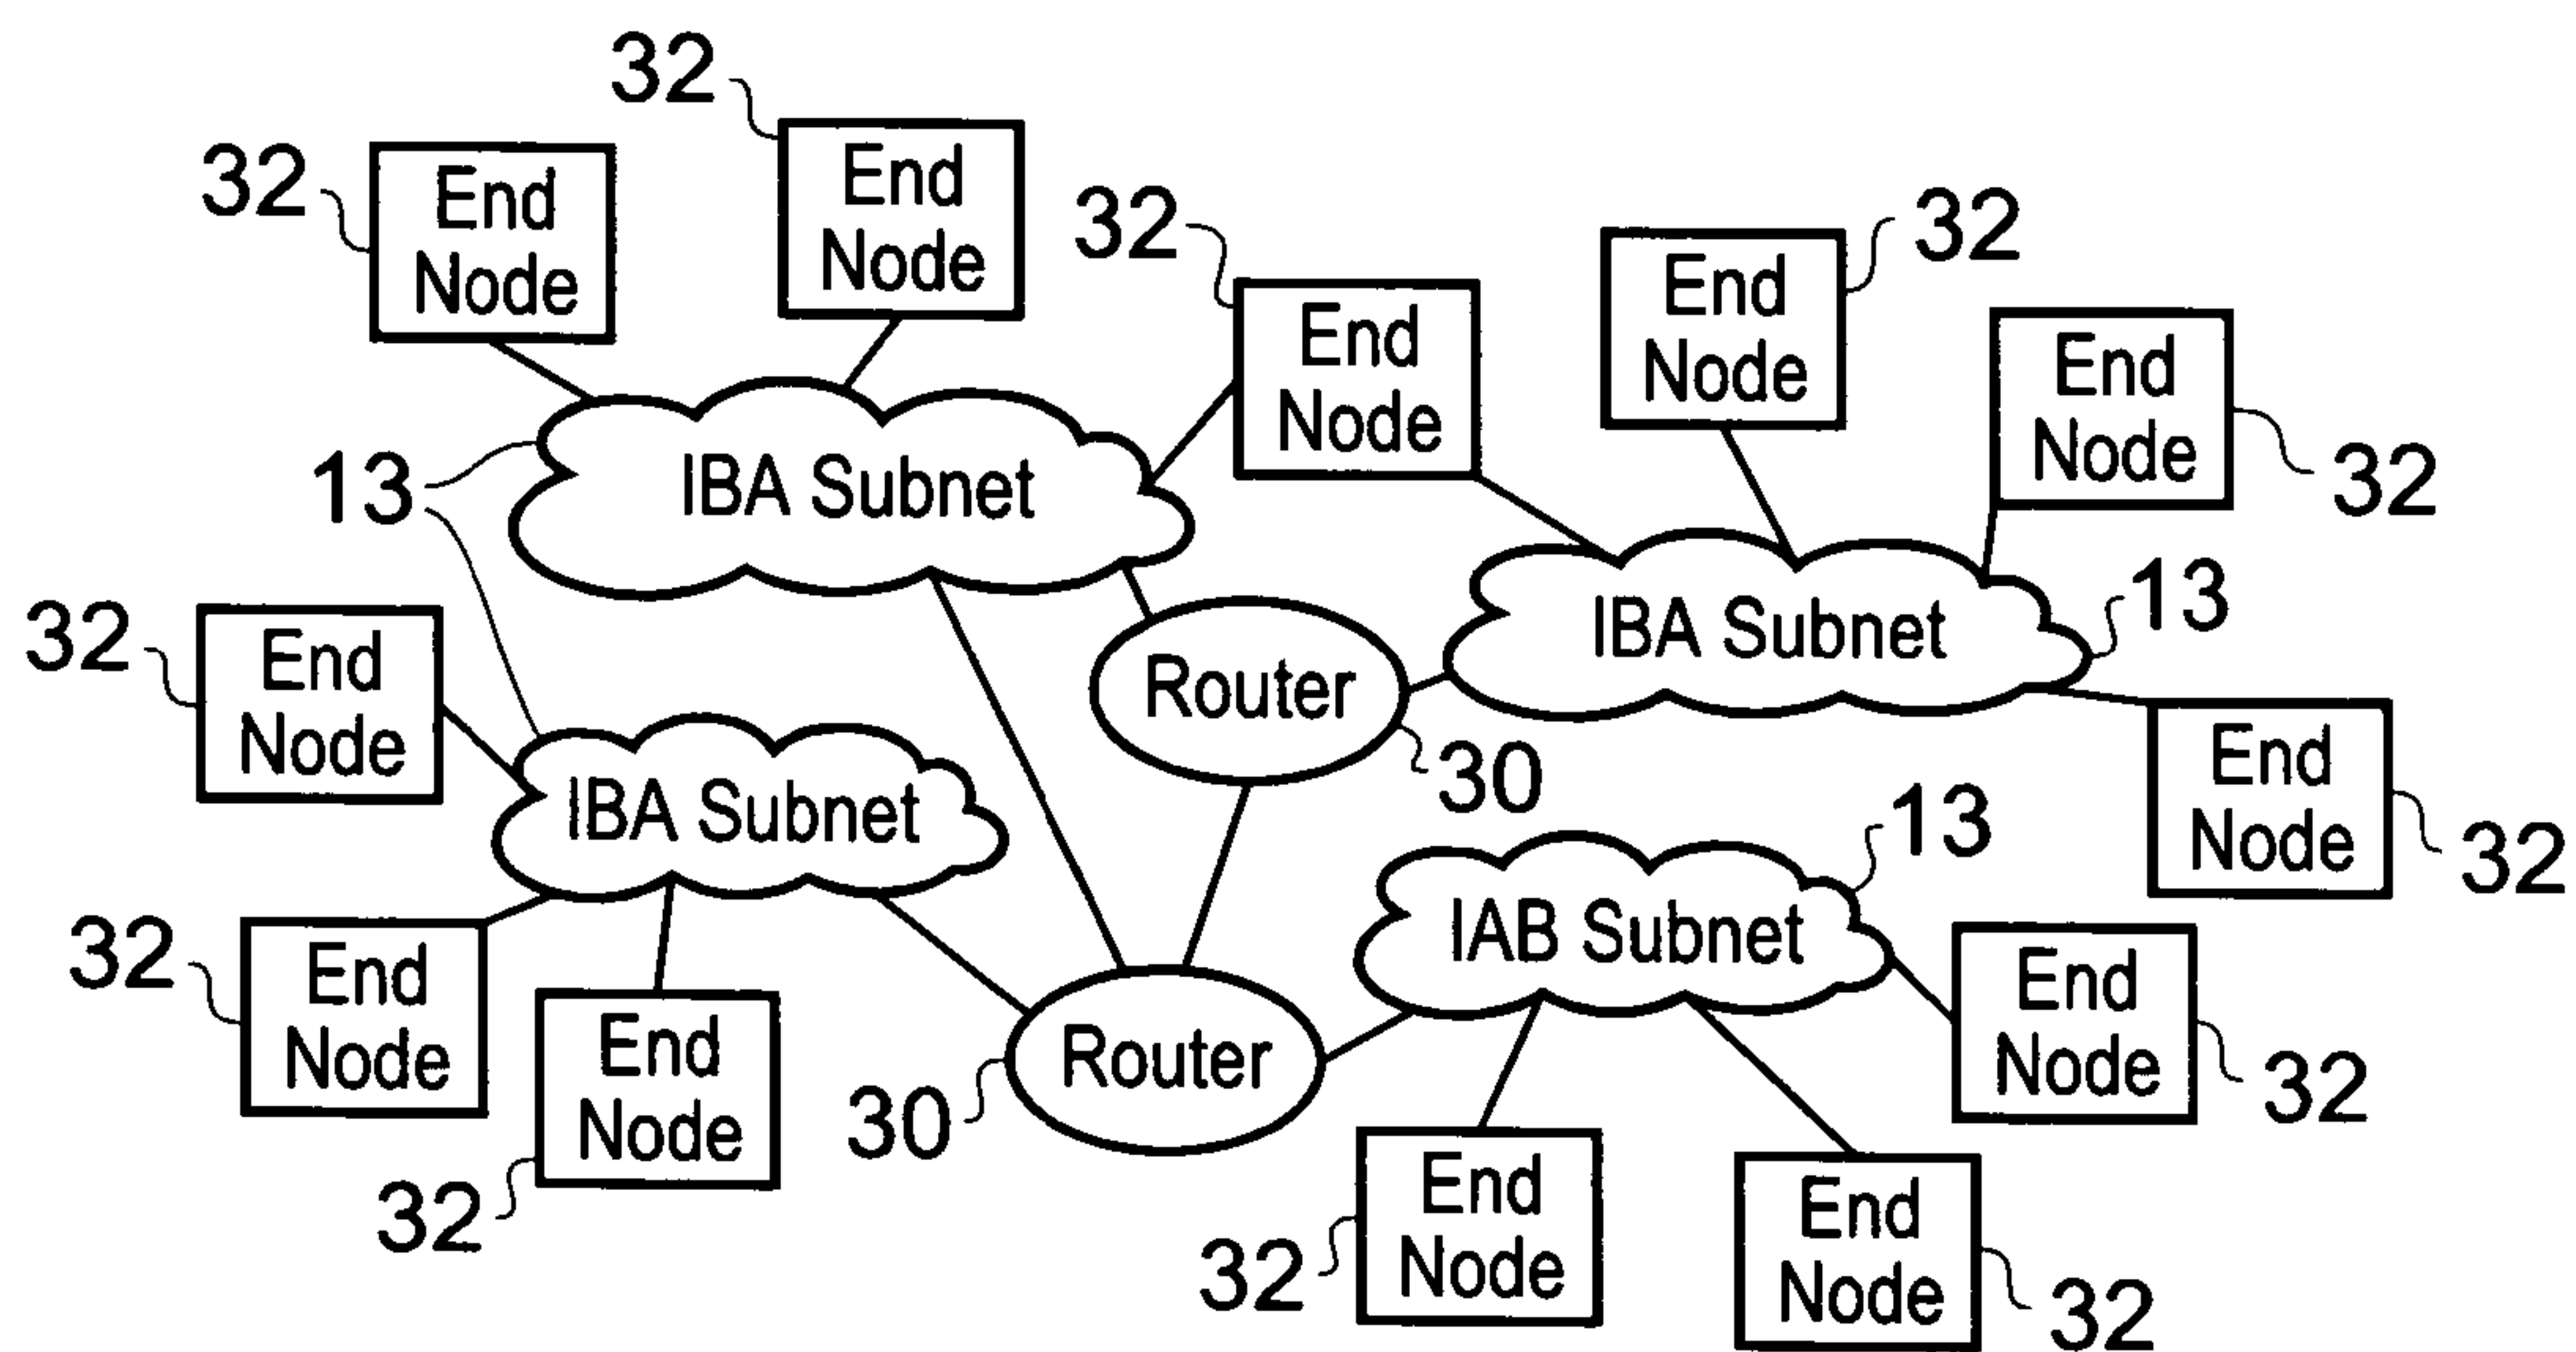 32
32
End
Node
End
Node
32
End
Node
End
Node
32
End
Node
32
13
IBA Subnet
IBA Subnet
13
32
End
Node
Router
30
End
Node
32
IBA Subnet
13
IAB Subnet
32
End
Node
End
Node
32
End
Node
32
30
Router
32
End
Node
End
Node
32